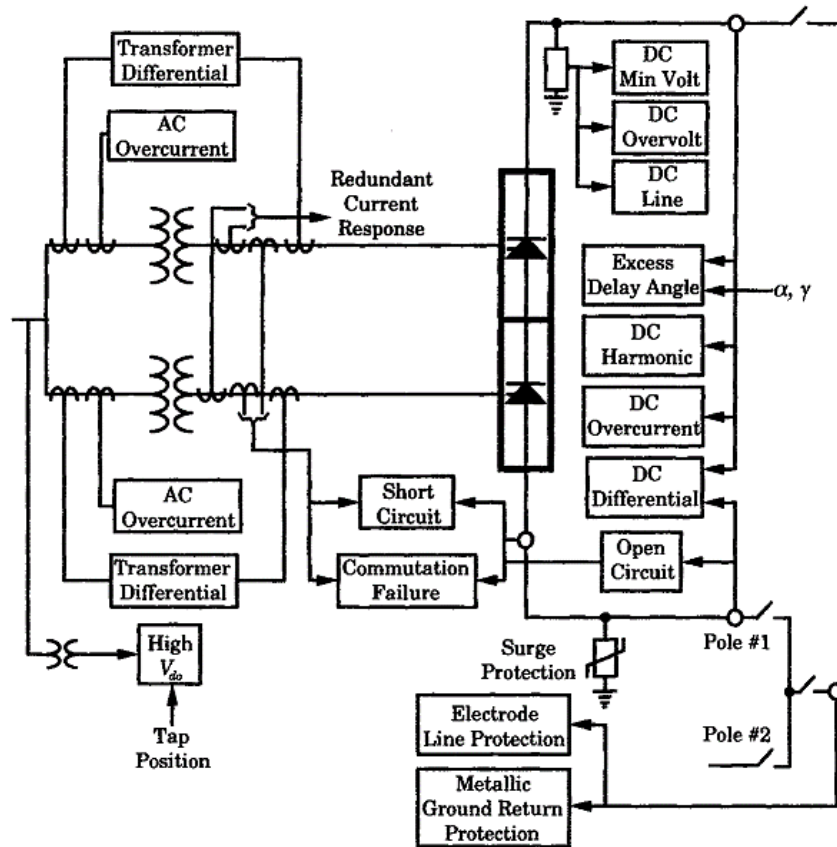 Transformer
Differential
AC
Overcurrent
Redundant
Current
Response
DC
Min Volt
DC
Overvolt
DC
Line
Excess
Delay Angle
α, γ
DC
Harmonic
DC
Overcurrent
DC
Differential
AC
Overcurrent
Short
Circuit
Open
Circuit
Transformer
Differential
Commutation
Failure
High
V_do
Tap
Position
Surge
Protection
Pole #1
Electrode
Line Protection
Pole #2
Metallic
Ground Return
Protection